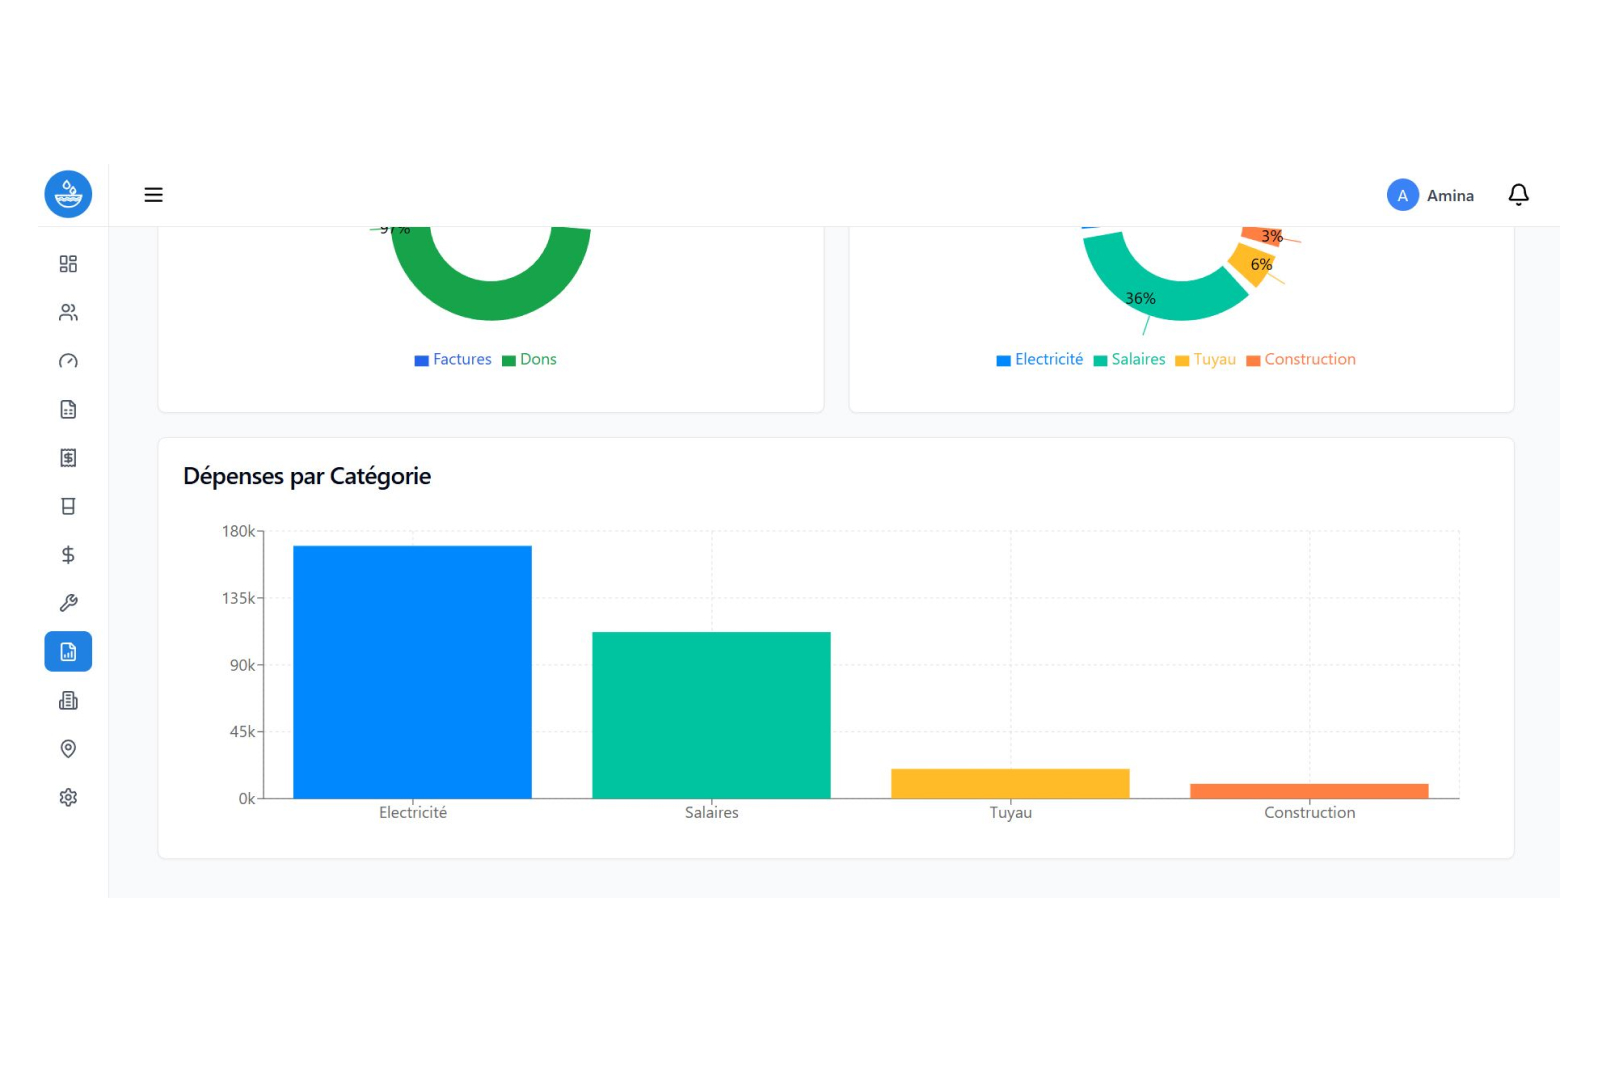 A Amina
97%
3%
6%
36%
Factures Dons
Electricité Salaires Tuyau Construction
Dépenses par Catégorie
180k
135k
90k
45k
0k
Electricité Salaires Tuyau Construction